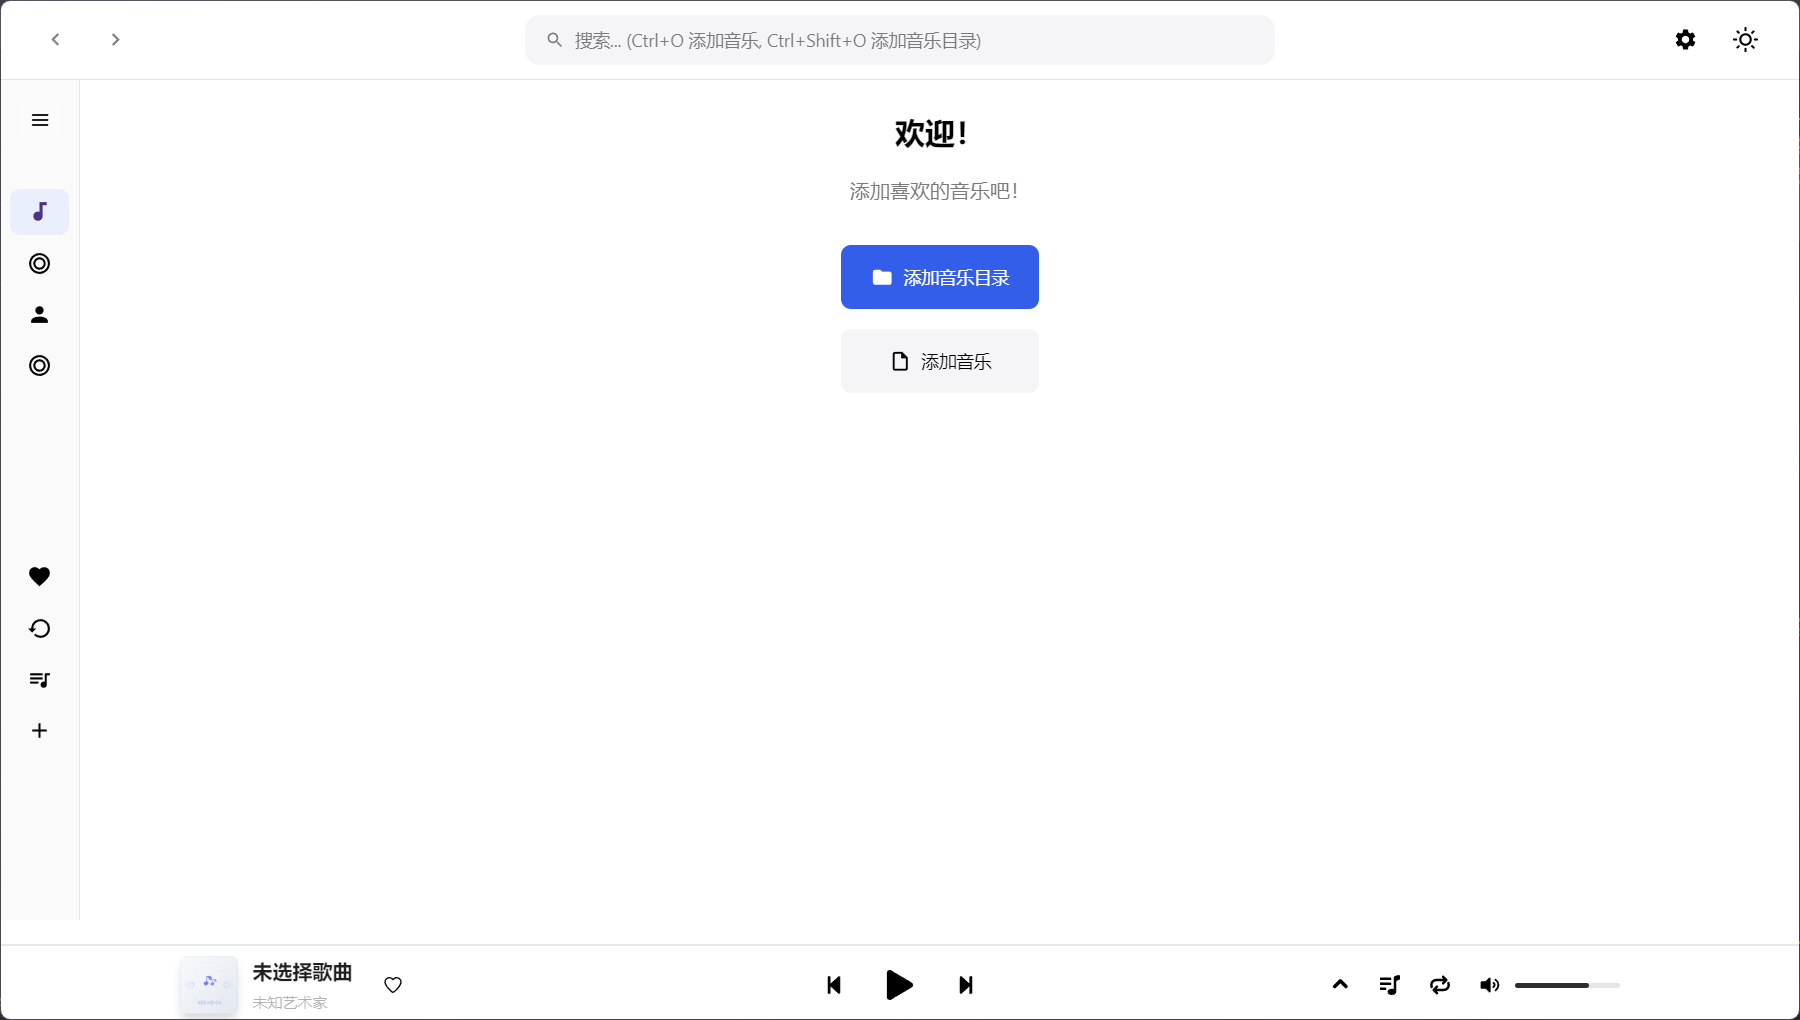 搜索... (Ctrl+O 添加音乐, Ctrl+Shift+O 添加音乐目录)
欢迎！
添加喜欢的音乐吧！
添加音乐目录
添加音乐
未选择歌曲
未知艺术家